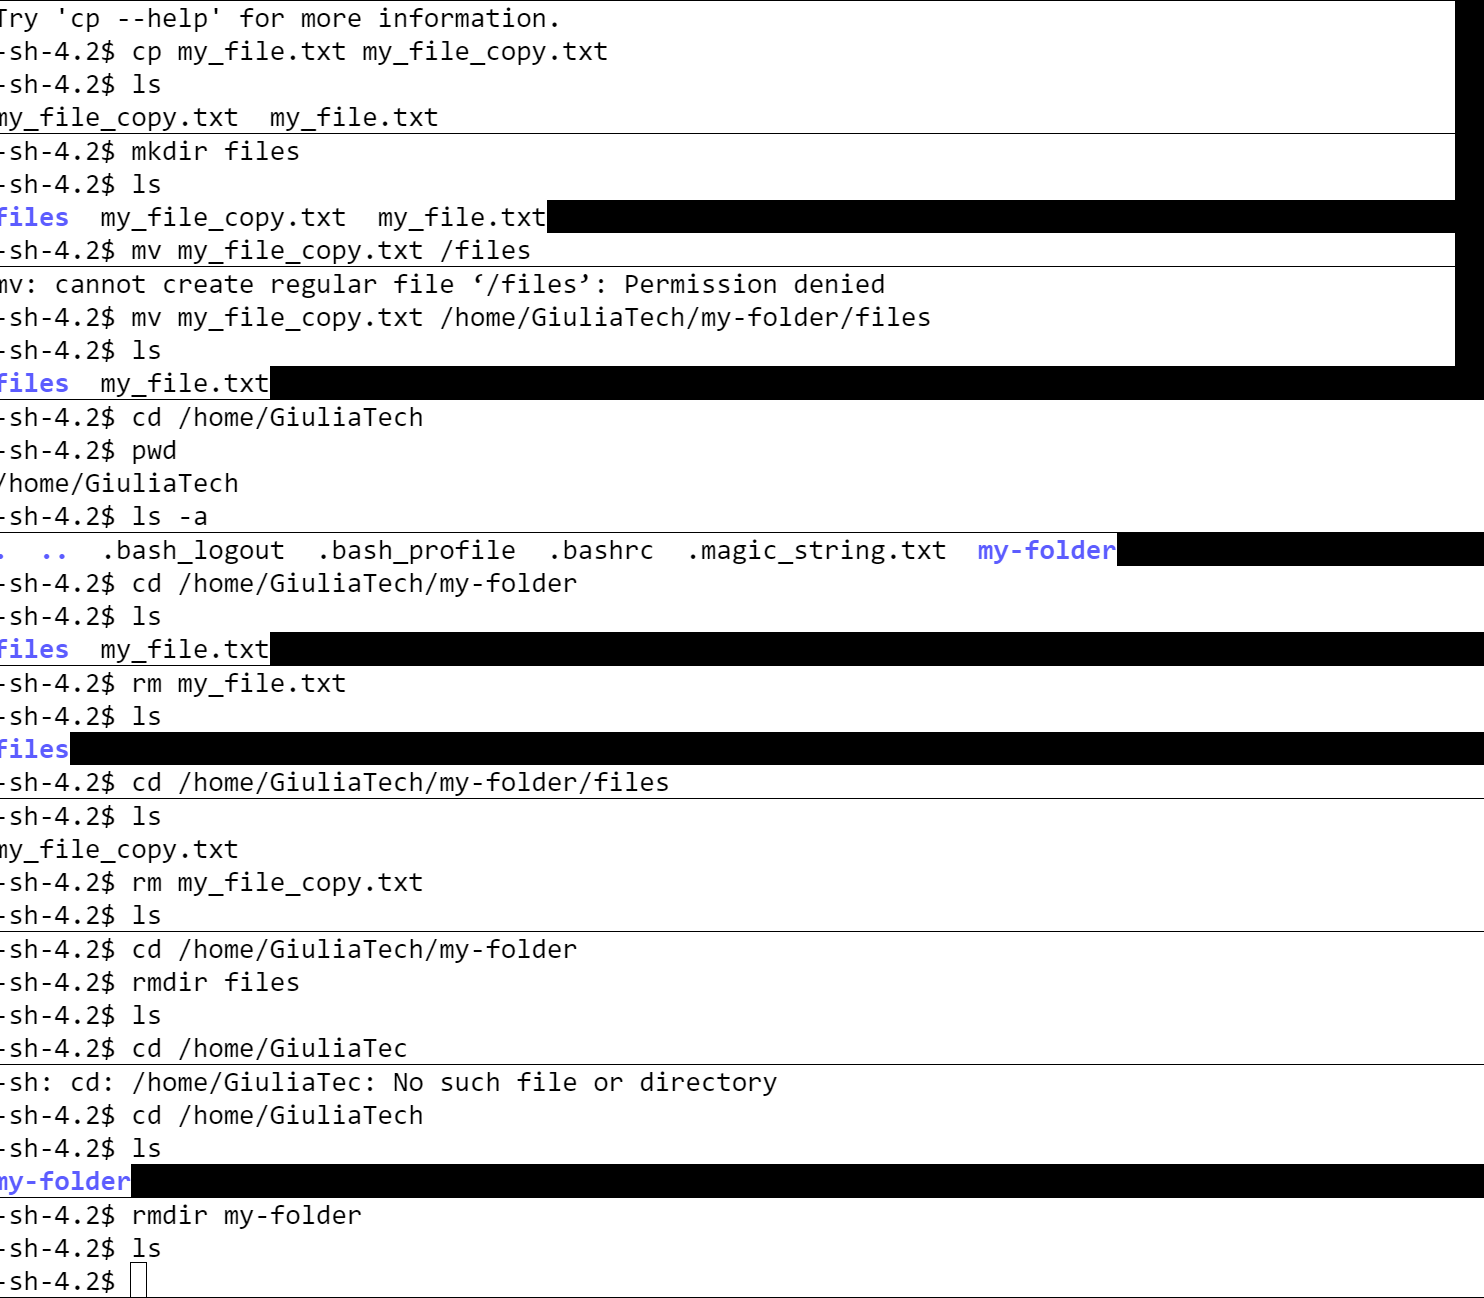 Try 'cp --help' for more information.
-sh-4.2$ cp my_file.txt my_file_copy.txt
-sh-4.2$ ls
my_file_copy.txt  my_file.txt
-sh-4.2$ mkdir files
-sh-4.2$ ls
files  my_file_copy.txt  my_file.txt
-sh-4.2$ mv my_file_copy.txt /files
mv: cannot create regular file ‘/files’: Permission denied
-sh-4.2$ mv my_file_copy.txt /home/GiuliaTech/my-folder/files
-sh-4.2$ ls
files  my_file.txt
-sh-4.2$ cd /home/GiuliaTech
-sh-4.2$ pwd
/home/GiuliaTech
-sh-4.2$ ls -a
.  ..  .bash_logout  .bash_profile  .bashrc  .magic_string.txt  my-folder
-sh-4.2$ cd /home/GiuliaTech/my-folder
-sh-4.2$ ls
files  my_file.txt
-sh-4.2$ rm my_file.txt
-sh-4.2$ ls
files
-sh-4.2$ cd /home/GiuliaTech/my-folder/files
-sh-4.2$ ls
my_file_copy.txt
-sh-4.2$ rm my_file_copy.txt
-sh-4.2$ ls
-sh-4.2$ cd /home/GiuliaTech/my-folder
-sh-4.2$ rmdir files
-sh-4.2$ ls
-sh-4.2$ cd /home/GiuliaTec
-sh: cd: /home/GiuliaTec: No such file or directory
-sh-4.2$ cd /home/GiuliaTech
-sh-4.2$ ls
my-folder
-sh-4.2$ rmdir my-folder
-sh-4.2$ ls
-sh-4.2$